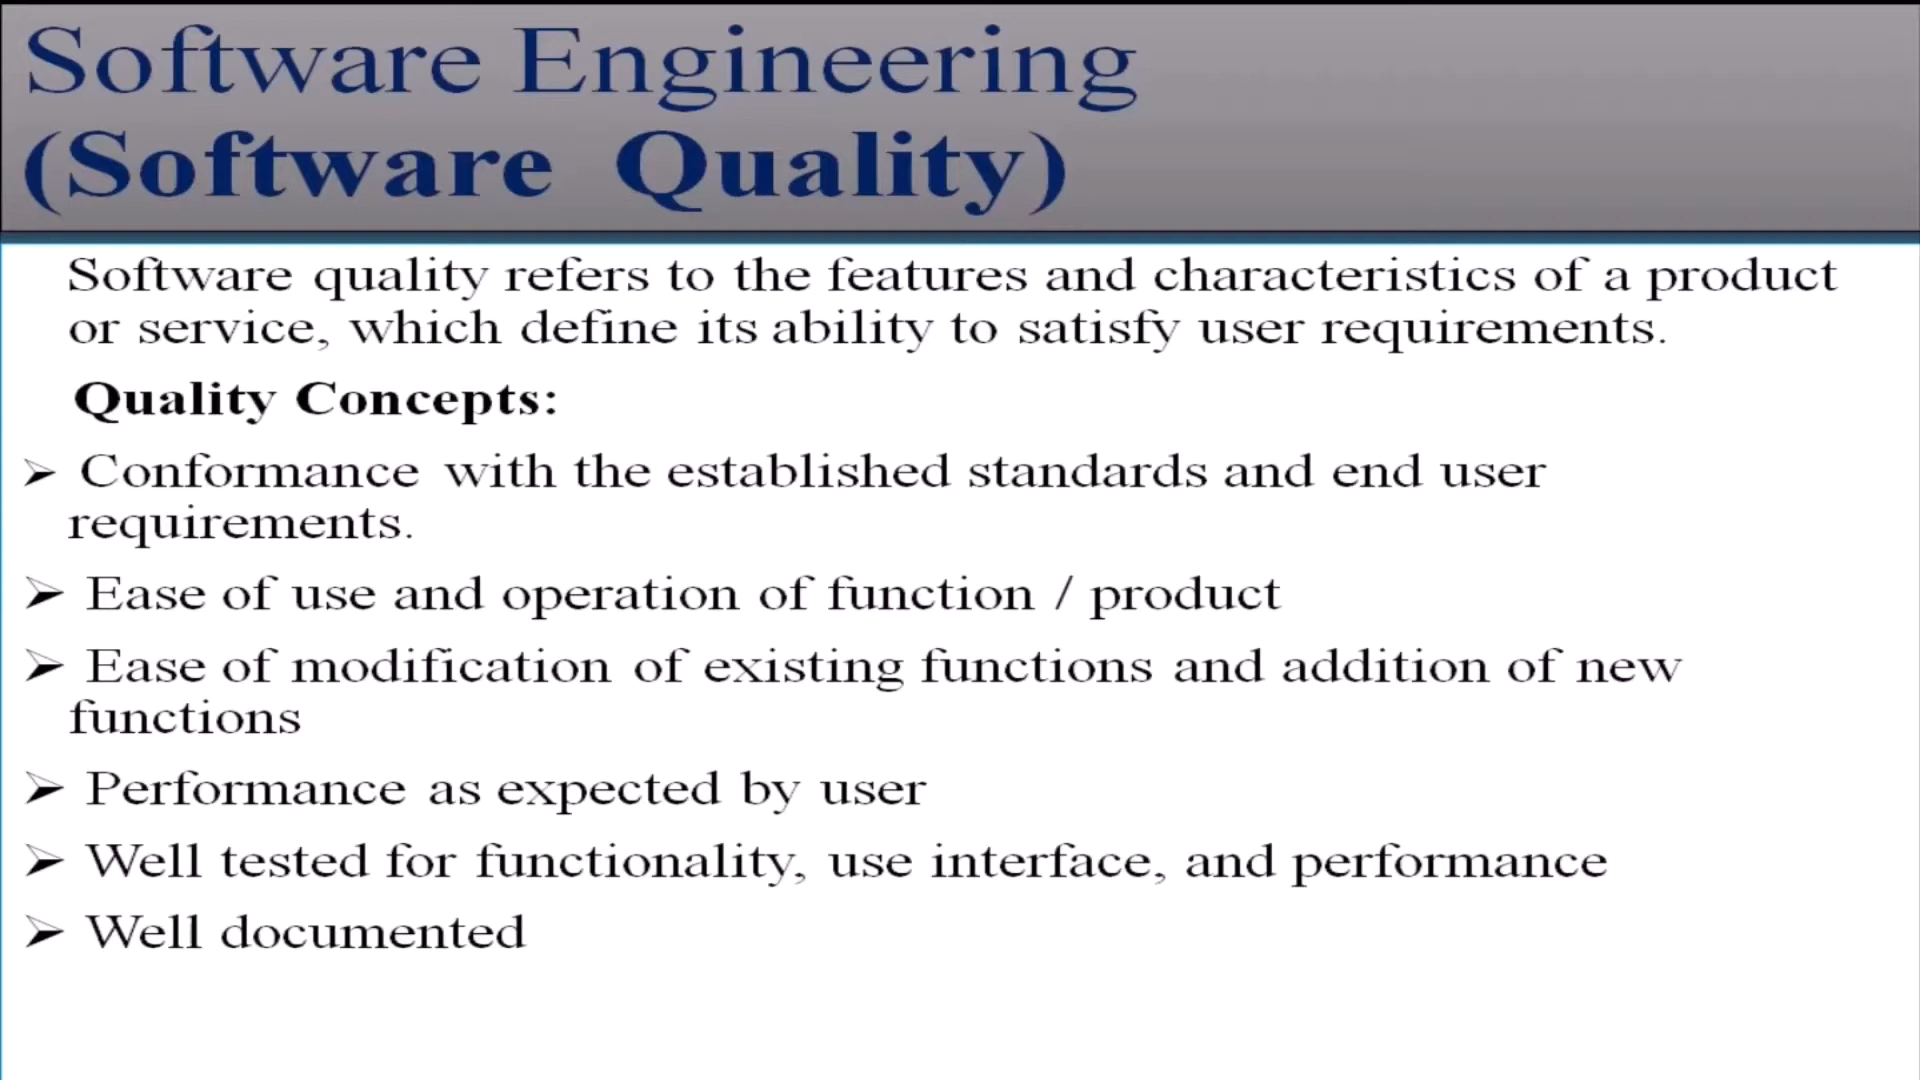 Software Engineering
(Software Quality)
Software quality refers to the features and characteristics of a product
or service, which define its ability to satisfy user requirements.
Quality Concepts:
➢ Conformance with the established standards and end user
requirements.
➢ Ease of use and operation of function / product
➢ Ease of modification of existing functions and addition of new
functions
➢ Performance as expected by user
➢ Well tested for functionality, use interface, and performance
➢ Well documented